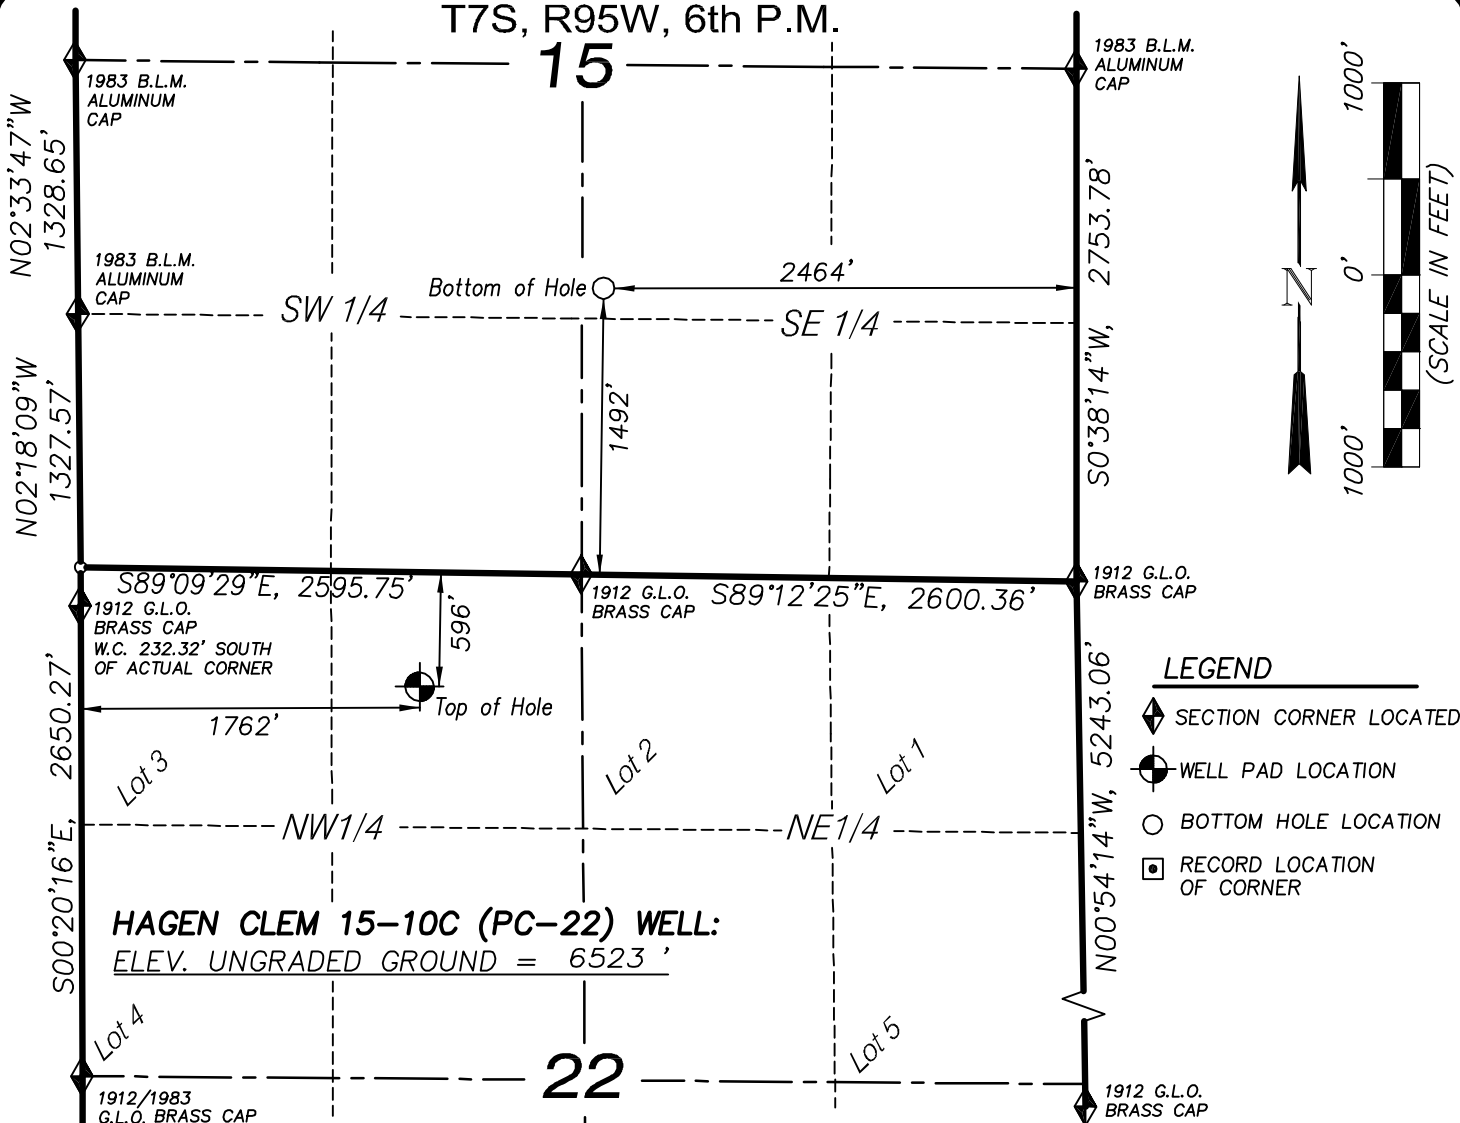 T7S, R95W, 6th P.M.
15
1983 B.L.M.
ALUMINUM
CAP
1983 B.L.M.
ALUMINUM
CAP
N02°33'47"W
1328.65'
1983 B.L.M.
ALUMINUM
CAP
Bottom of Hole
2464'
SW 1/4
SE 1/4
S0°38'14"W, 2753.78'
1492'
N02°18'09"W
1327.57'
1000'
0'
1000'
(SCALE IN FEET)
N
S89°09'29"E, 2595.75'
1912 G.L.O.
BRASS CAP
W.C. 232.32' SOUTH
OF ACTUAL CORNER
1912 G.L.O.
BRASS CAP
S89°12'25"E, 2600.36'
1912 G.L.O.
BRASS CAP
596'
Top of Hole
1762'
S00°20'16"E, 2650.27'
Lot 3
Lot 2
Lot 1
NW1/4
NE1/4
N00°54'14"W, 5243.06'
LEGEND
SECTION CORNER LOCATED
WELL PAD LOCATION
BOTTOM HOLE LOCATION
RECORD LOCATION
OF CORNER
HAGEN CLEM 15-10C (PC-22) WELL:
ELEV. UNGRADED GROUND = 6523 '
Lot 4
Lot 5
22
1912/1983
G.L.O. BRASS CAP
1912 G.L.O.
BRASS CAP